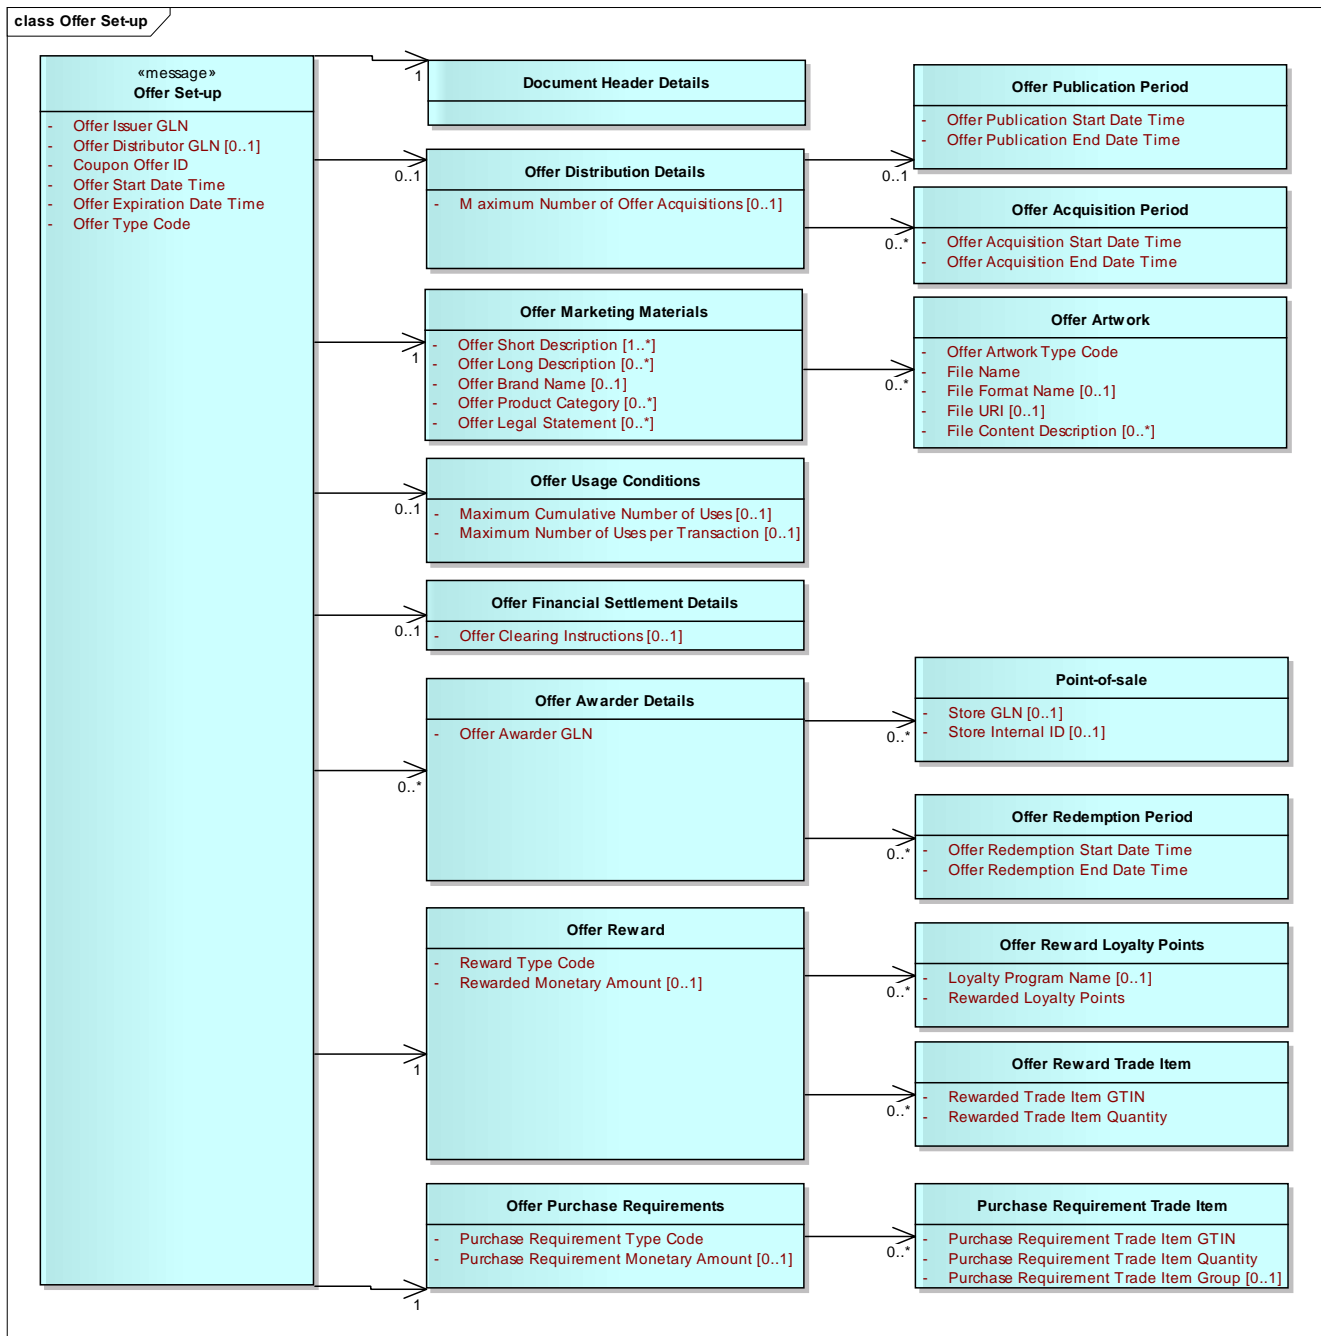 class Offer Set-up
«message»
Offer Set-up
- Offer Issuer GLN
- Offer Distributor GLN [0..1]
- Coupon Offer ID
- Offer Start Date Time
- Offer Expiration Date Time
- Offer Type Code
1
Document Header Details
0..1
Offer Distribution Details
- M aximum Number of Offer Acquisitions [0..1]
0..1
Offer Publication Period
- Offer Publication Start Date Time
- Offer Publication End Date Time
0..*
Offer Acquisition Period
- Offer Acquisition Start Date Time
- Offer Acquisition End Date Time
1
Offer Marketing Materials
- Offer Short Description [1..*]
- Offer Long Description [0..*]
- Offer Brand Name [0..1]
- Offer Product Category [0..*]
- Offer Legal Statement [0..*]
0..*
Offer Artwork
- Offer Artwork Type Code
- File Name
- File Format Name [0..1]
- File URI [0..1]
- File Content Description [0..*]
0..1
Offer Usage Conditions
- Maximum Cumulative Number of Uses [0..1]
- Maximum Number of Uses per Transaction [0..1]
0..1
Offer Financial Settlement Details
- Offer Clearing Instructions [0..1]
0..*
Offer Awarder Details
- Offer Awarder GLN
0..*
Point-of-sale
- Store GLN [0..1]
- Store Internal ID [0..1]
0..*
Offer Redemption Period
- Offer Redemption Start Date Time
- Offer Redemption End Date Time
1
Offer Reward
- Reward Type Code
- Rewarded Monetary Amount [0..1]
0..*
Offer Reward Loyalty Points
- Loyalty Program Name [0..1]
- Rewarded Loyalty Points
0..*
Offer Reward Trade Item
- Rewarded Trade Item GTIN
- Rewarded Trade Item Quantity
1
Offer Purchase Requirements
- Purchase Requirement Type Code
- Purchase Requirement Monetary Amount [0..1]
0..*
Purchase Requirement Trade Item
- Purchase Requirement Trade Item GTIN
- Purchase Requirement Trade Item Quantity
- Purchase Requirement Trade Item Group [0..1]